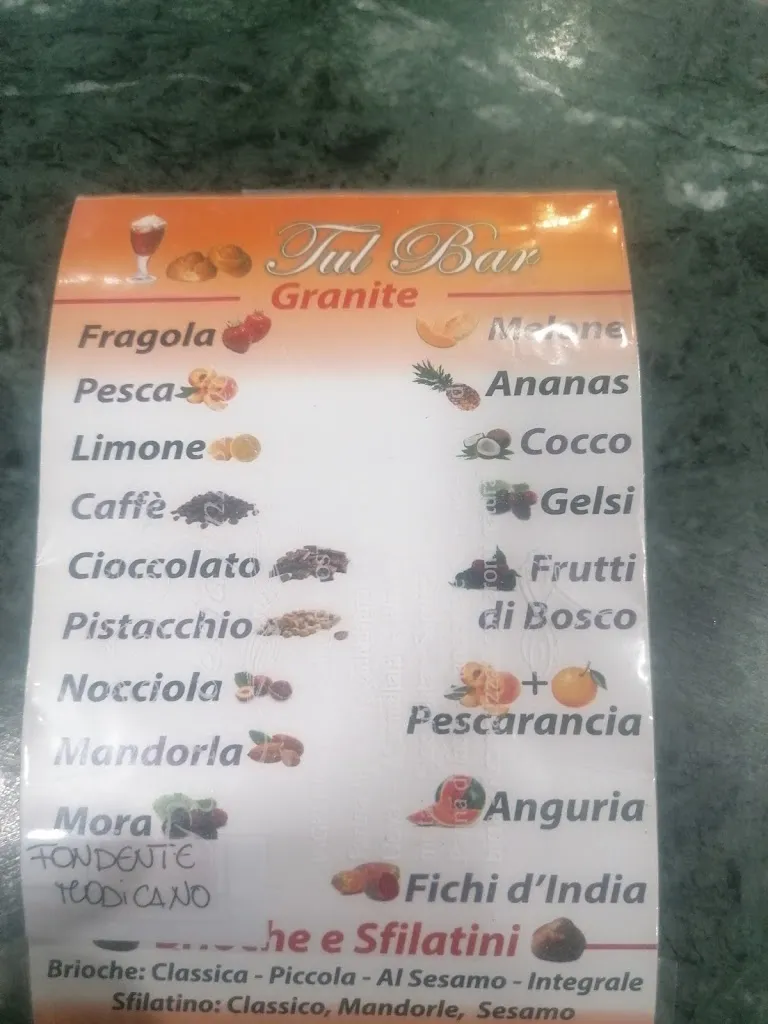 Tul Bar
Granite
Fragola
Pesca
Limone
Caffè
Cioccolato
Pistacchio
Nocciola
Mandorla
Mora
FONDENTE
MODICANO
Melone
Ananas
Cocco
Gelsi
Frutti
di Bosco
+
Pescarancia
Anguria
Fichi d'India
Brioche e Sfilatini
Brioche: Classica - Piccola - Al Sesamo - Integrale
Sfilatino: Classico, Mandorle, Sesamo